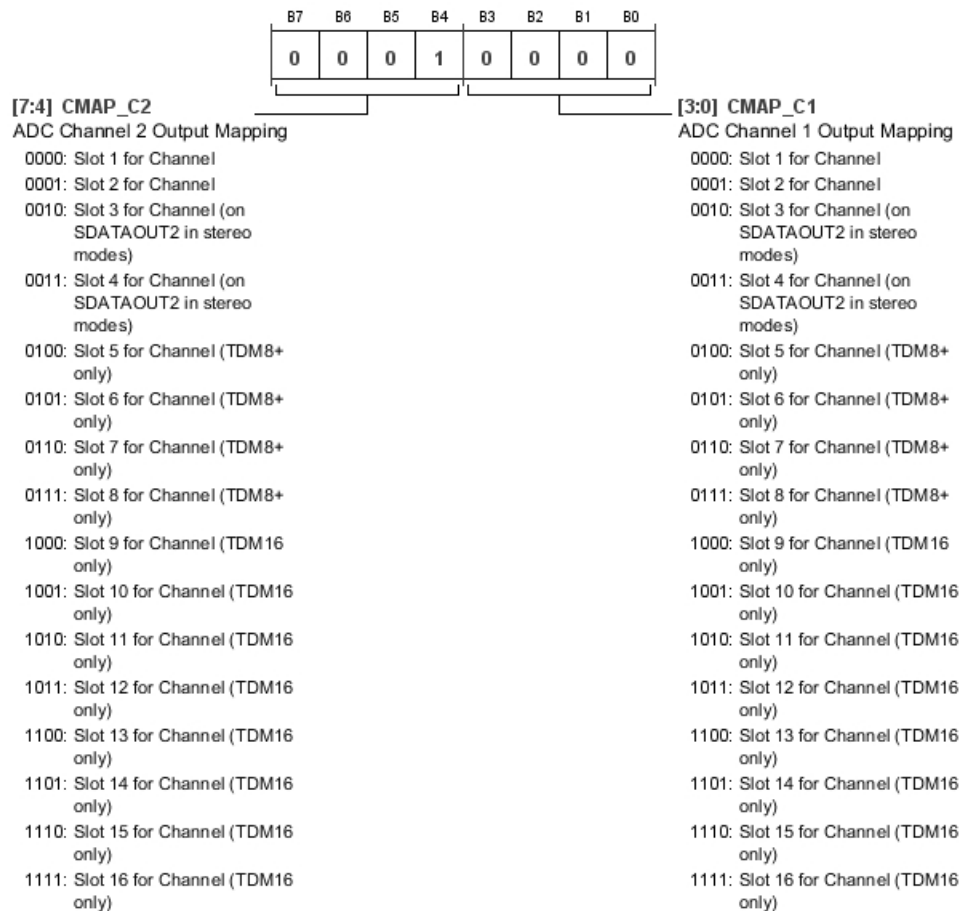 B7 B6 B5 B4 B3 B2 B1 B0
0 0 0 1 0 0 0 0
[7:4] CMAP_C2
ADC Channel 2 Output Mapping
0000: Slot 1 for Channel
0001: Slot 2 for Channel
0010: Slot 3 for Channel (on
SDATAOUT2 in stereo
modes)
0011: Slot 4 for Channel (on
SDATAOUT2 in stereo
modes)
0100: Slot 5 for Channel (TDM8+
only)
0101: Slot 6 for Channel (TDM8+
only)
0110: Slot 7 for Channel (TDM8+
only)
0111: Slot 8 for Channel (TDM8+
only)
1000: Slot 9 for Channel (TDM16
only)
1001: Slot 10 for Channel (TDM16
only)
1010: Slot 11 for Channel (TDM16
only)
1011: Slot 12 for Channel (TDM16
only)
1100: Slot 13 for Channel (TDM16
only)
1101: Slot 14 for Channel (TDM16
only)
1110: Slot 15 for Channel (TDM16
only)
1111: Slot 16 for Channel (TDM16
only)
[3:0] CMAP_C1
ADC Channel 1 Output Mapping
0000: Slot 1 for Channel
0001: Slot 2 for Channel
0010: Slot 3 for Channel (on
SDATAOUT2 in stereo
modes)
0011: Slot 4 for Channel (on
SDATAOUT2 in stereo
modes)
0100: Slot 5 for Channel (TDM8+
only)
0101: Slot 6 for Channel (TDM8+
only)
0110: Slot 7 for Channel (TDM8+
only)
0111: Slot 8 for Channel (TDM8+
only)
1000: Slot 9 for Channel (TDM16
only)
1001: Slot 10 for Channel (TDM16
only)
1010: Slot 11 for Channel (TDM16
only)
1011: Slot 12 for Channel (TDM16
only)
1100: Slot 13 for Channel (TDM16
only)
1101: Slot 14 for Channel (TDM16
only)
1110: Slot 15 for Channel (TDM16
only)
1111: Slot 16 for Channel (TDM16
only)